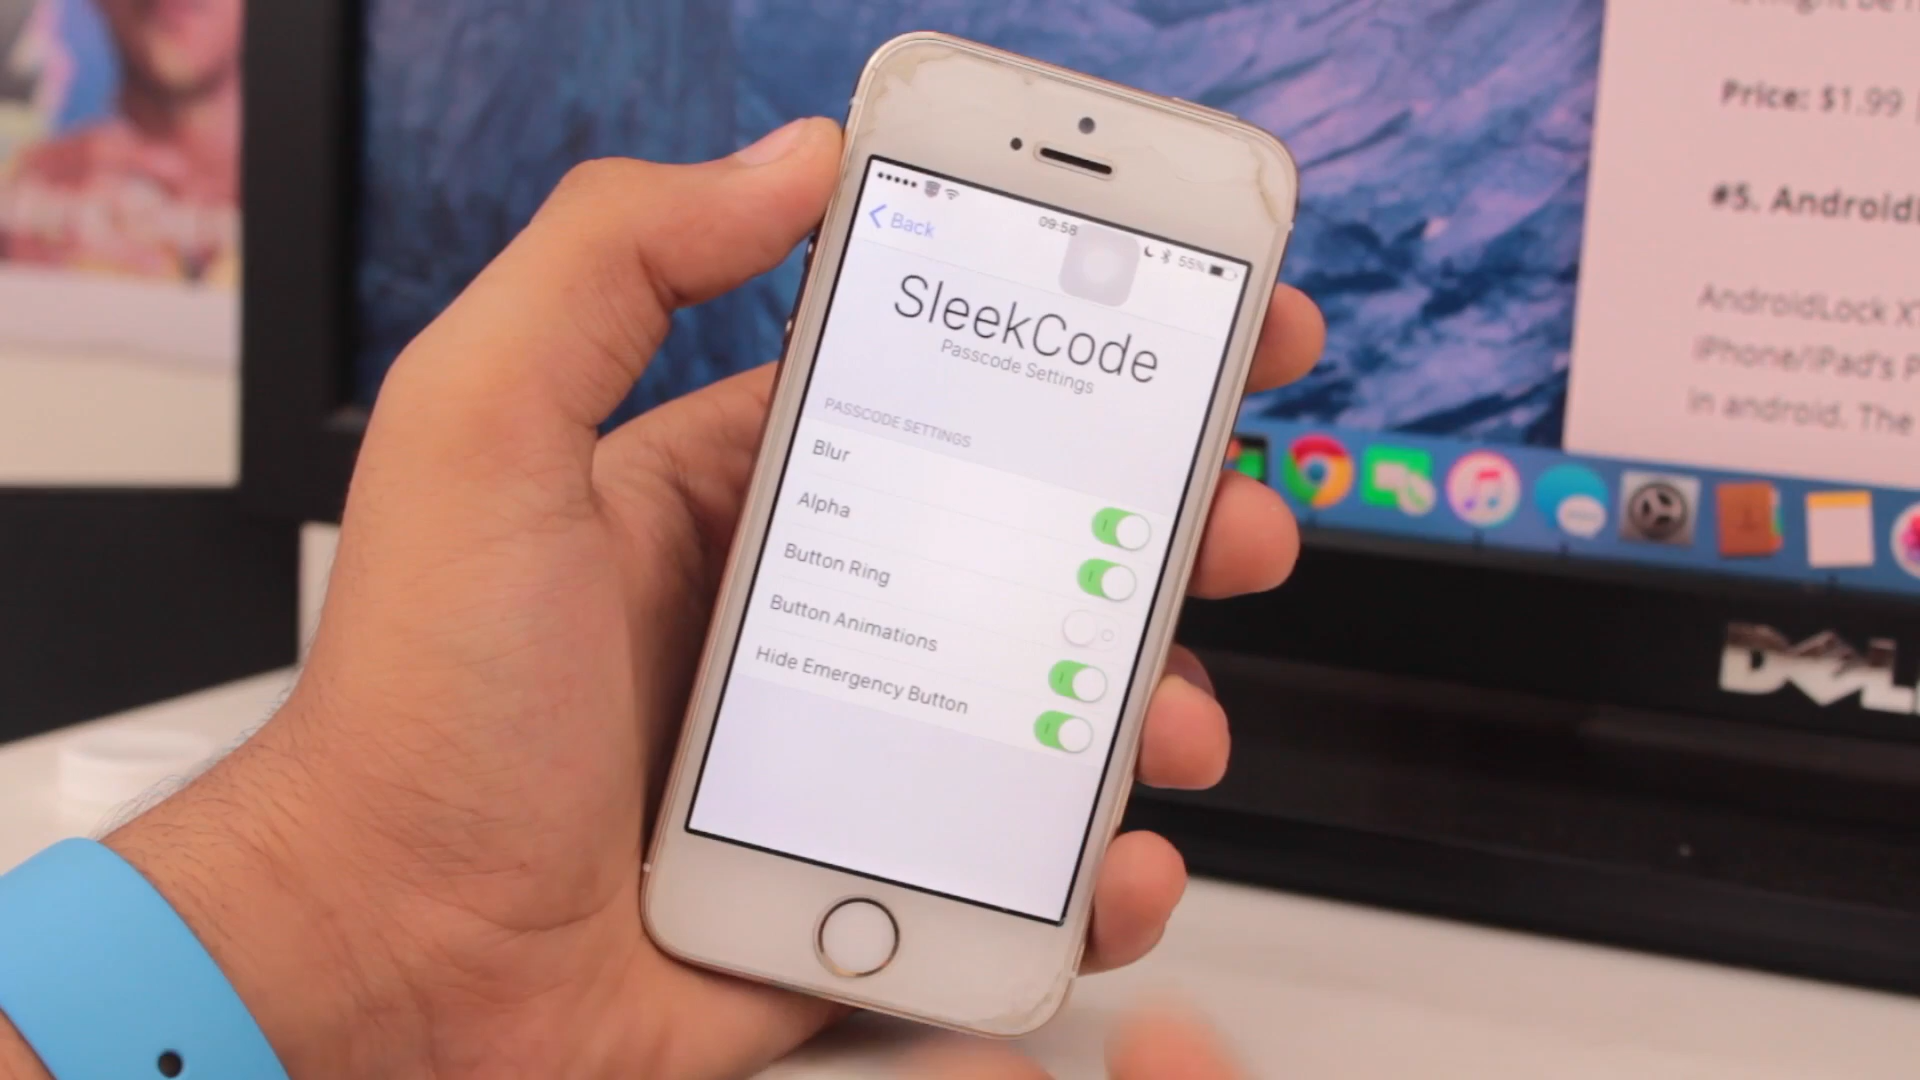 09:58
55%
Back
SleekCode
Passcode Settings
PASSCODE SETTINGS
Blur
Alpha
Button Ring
Button Animations
Hide Emergency Button
Price: $1.99
#5. Androidl
AndroidLock X
iPhone/iPad's P
in android. The
DELL